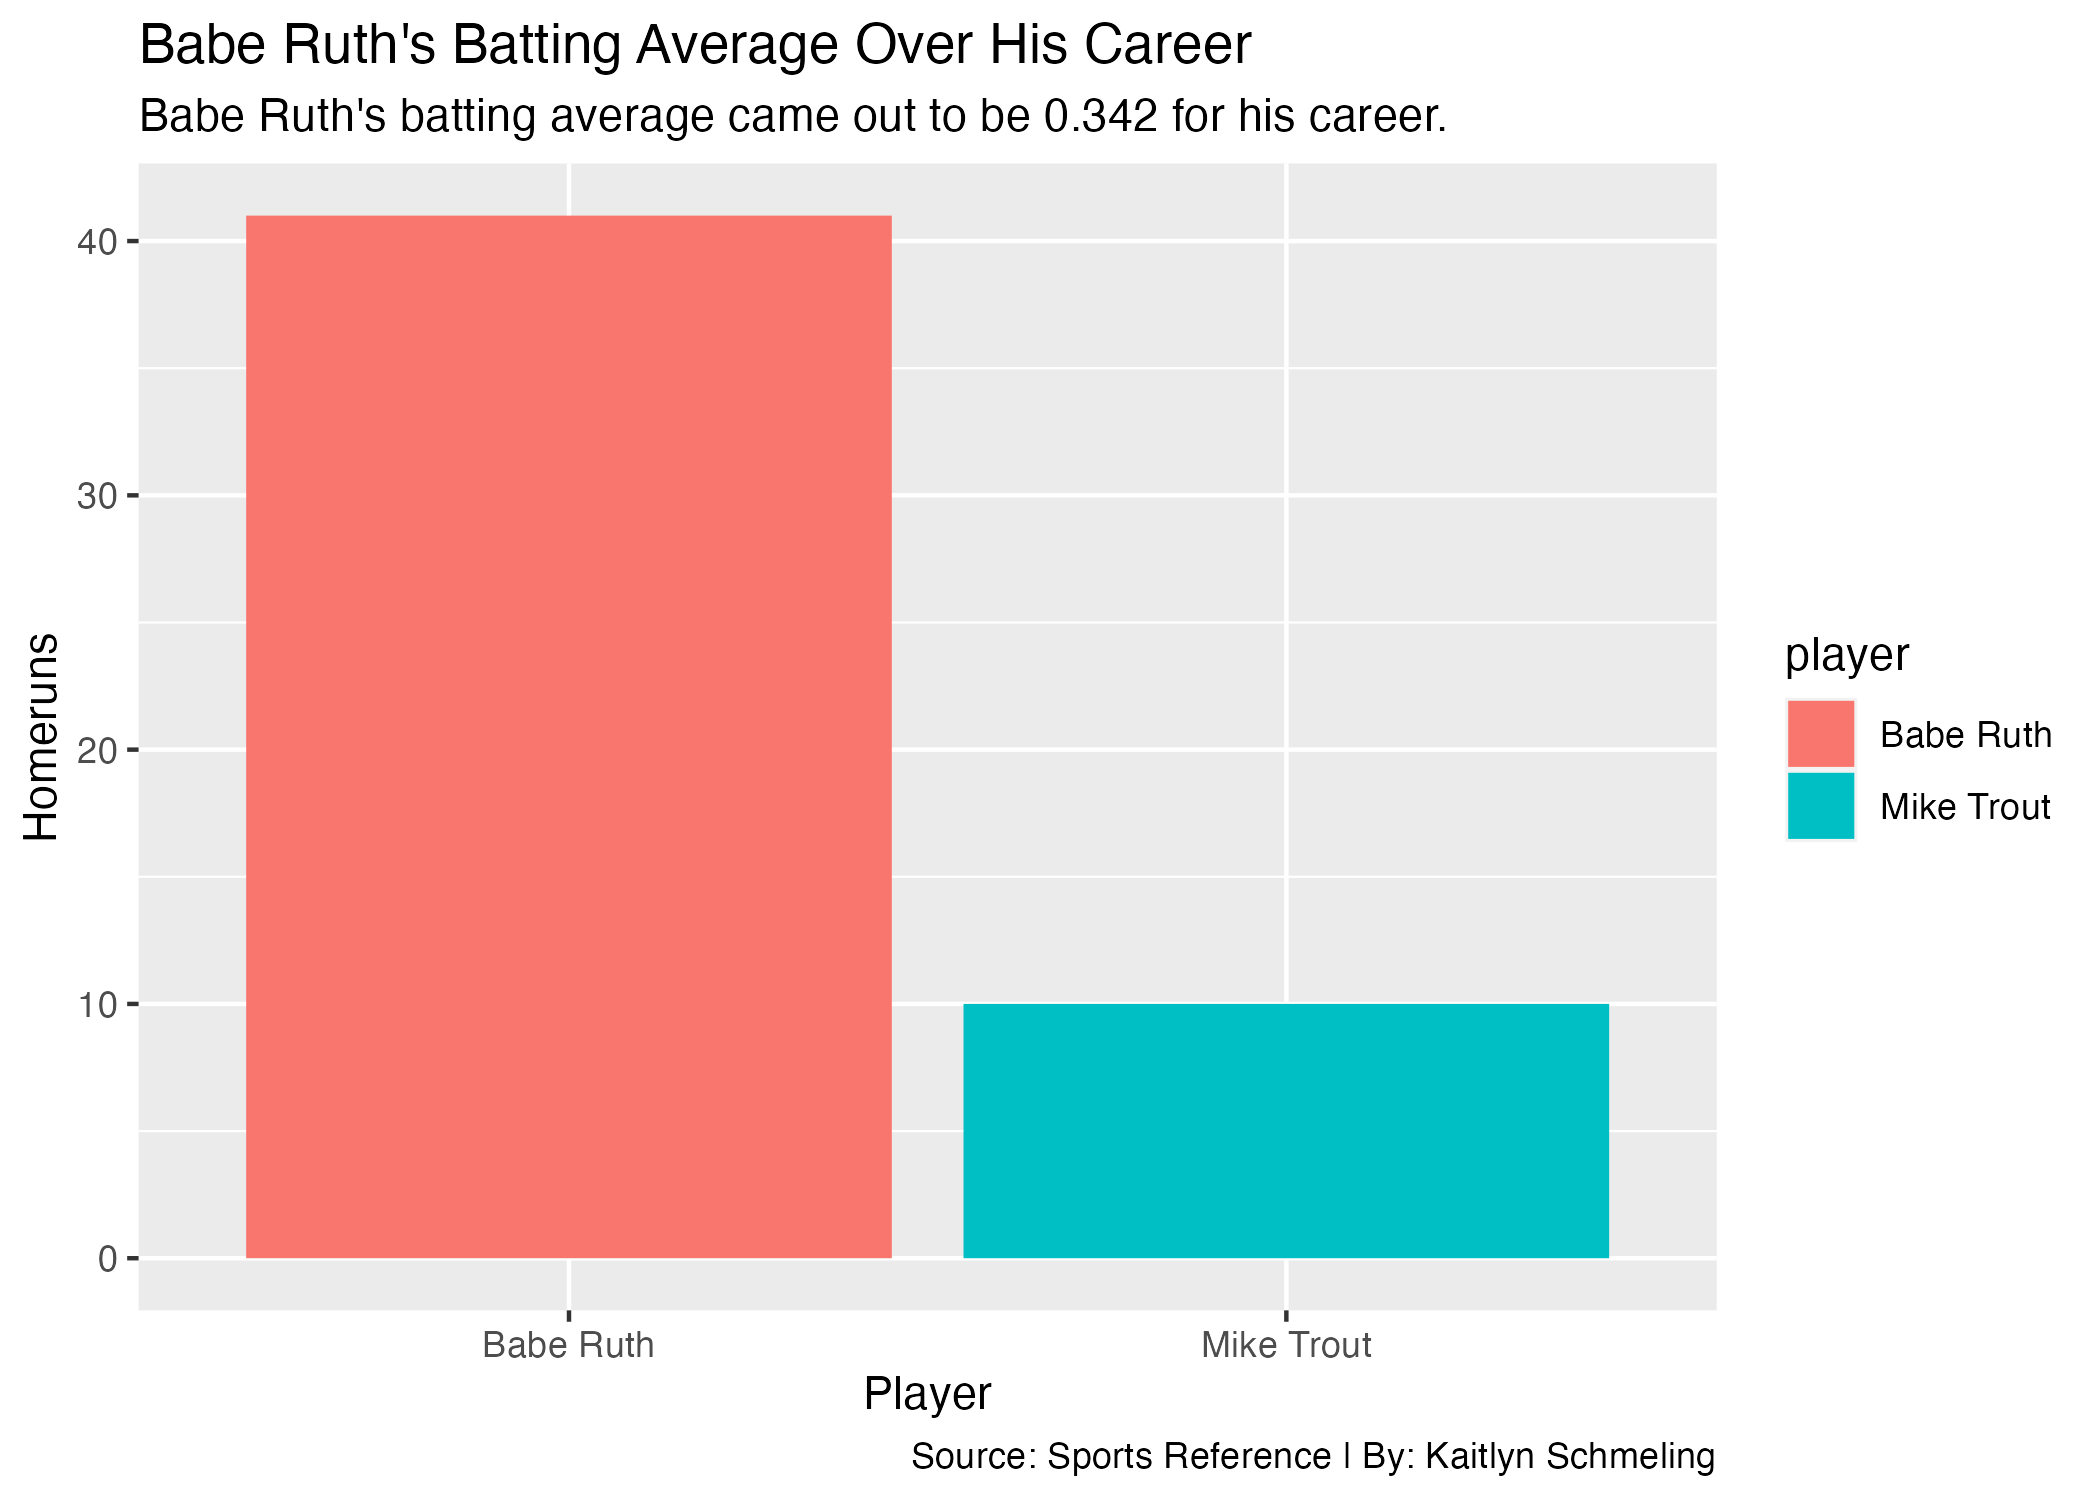 Babe Ruth's Batting Average Over His Career
Babe Ruth's batting average came out to be 0.342 for his career.
Homeruns
40
30
20
10
0
Babe Ruth
Mike Trout
Player
player
Babe Ruth
Mike Trout
Source: Sports Reference | By: Kaitlyn Schmeling